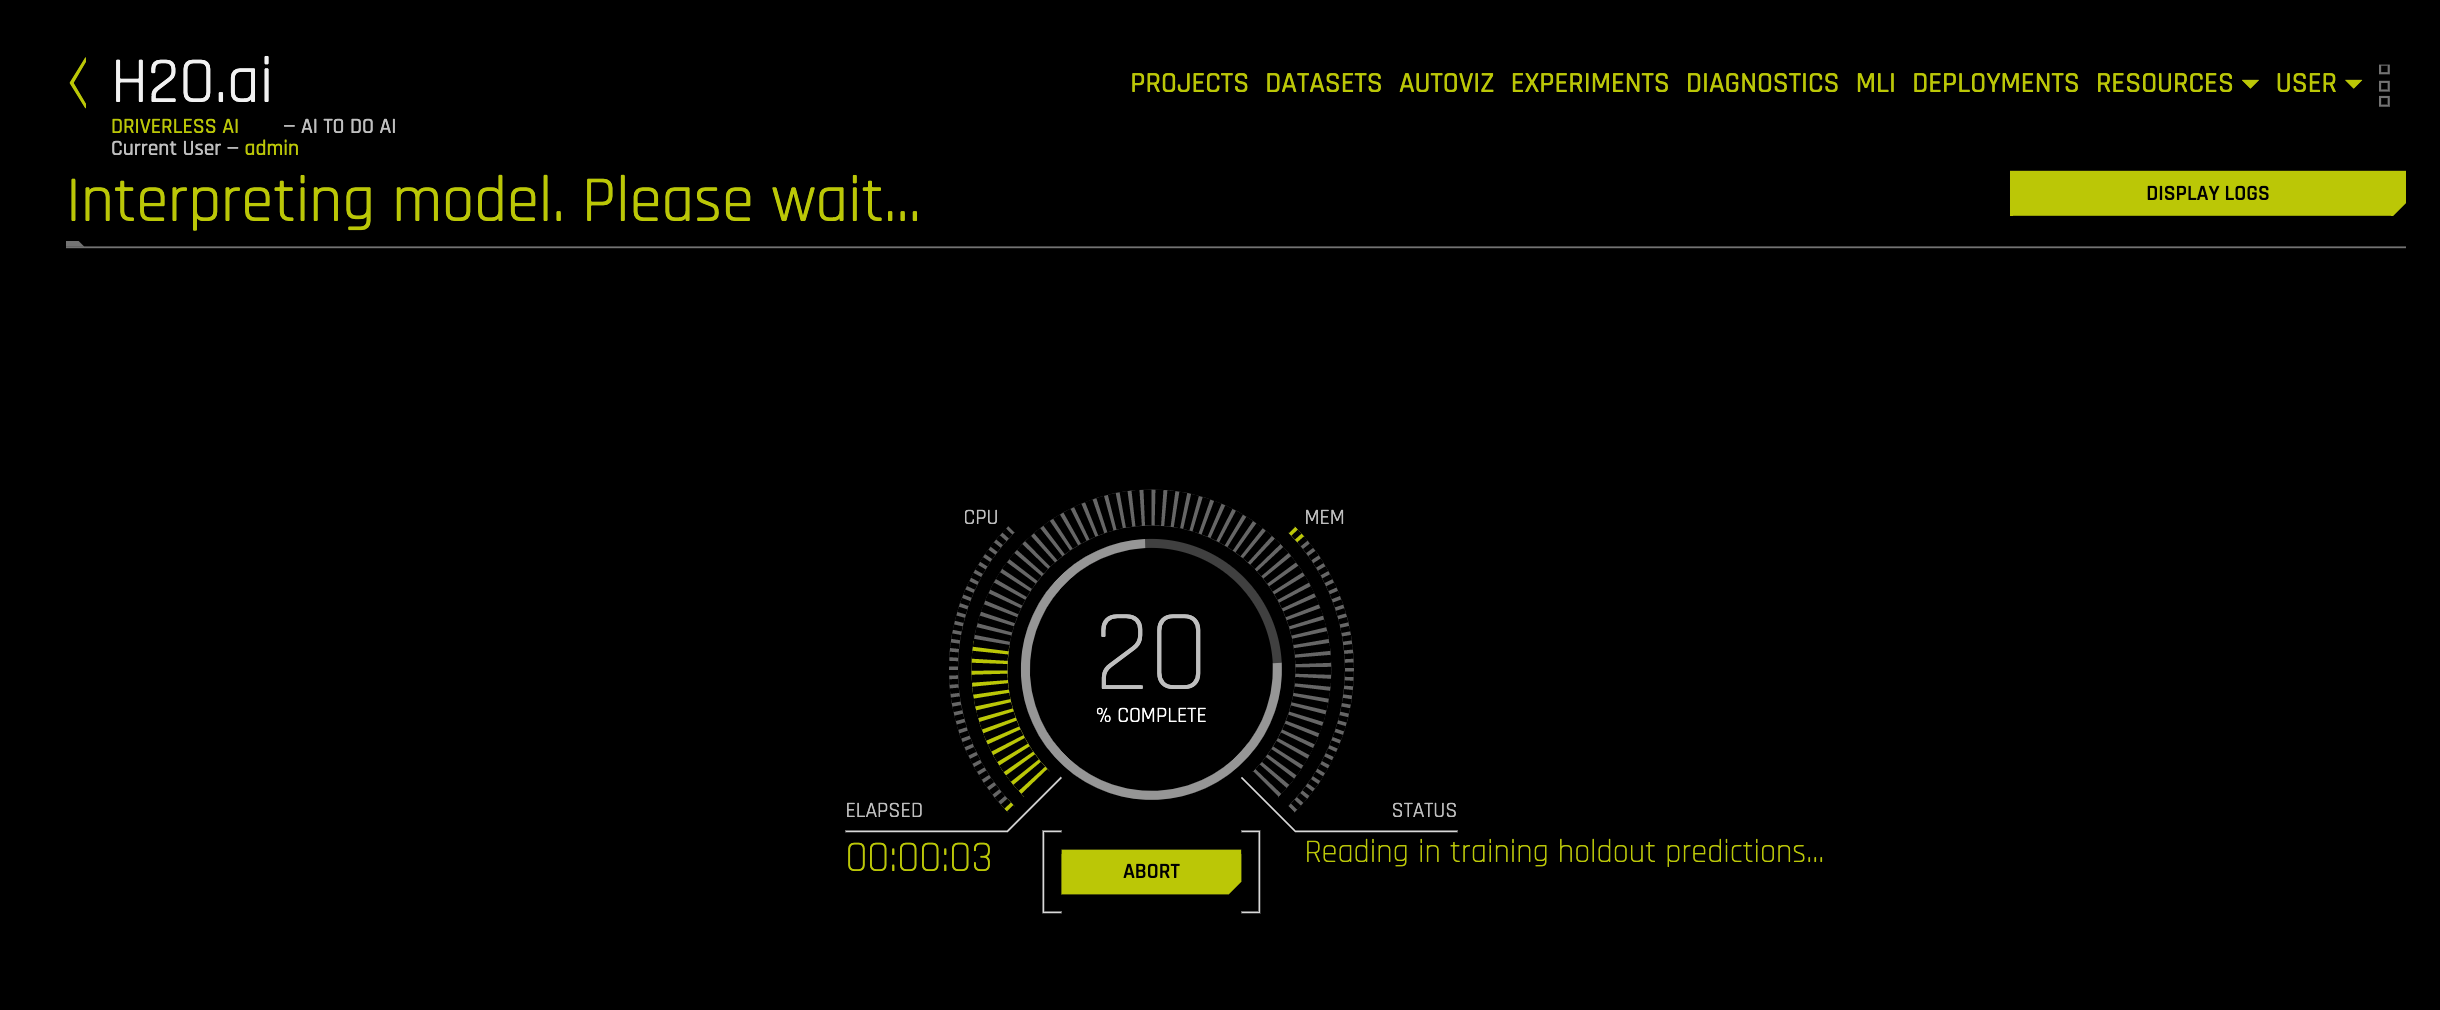 H2O.ai
PROJECTS DATASETS AUTOVIZ EXPERIMENTS DIAGNOSTICS MLI DEPLOYMENTS RESOURCES USER
DRIVERLESS AI — AI TO DO AI
Current User — admin
Interpreting model. Please wait...
DISPLAY LOGS
CPU
MEM
20
% COMPLETE
ELAPSED
00:00:03
ABORT
STATUS
Reading in training holdout predictions...